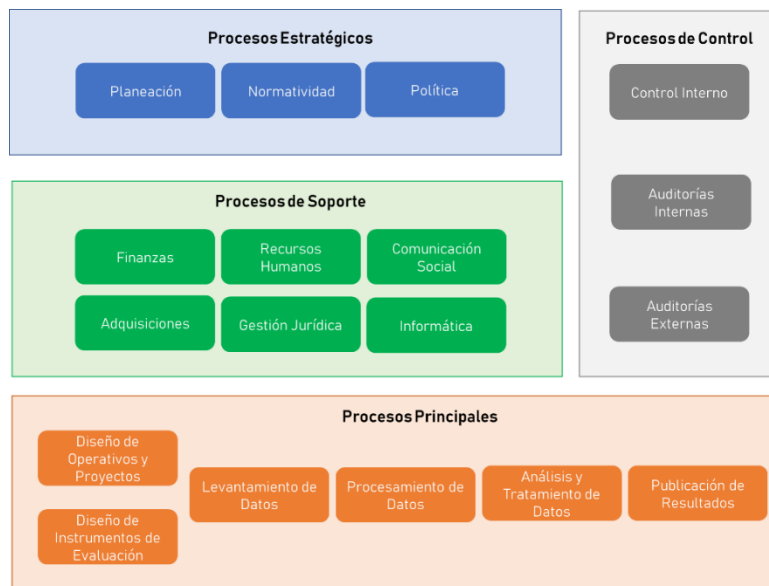 Procesos Estratégicos
Planeación
Normatividad
Política
Procesos de Control
Control Interno
Auditorías
Internas
Auditorías
Externas
Procesos de Soporte
Finanzas
Recursos
Humanos
Comunicación
Social
Adquisiciones
Gestión Jurídica
Informática
Procesos Principales
Diseño de
Operativos y
Proyectos
Diseño de
Instrumentos de
Evaluación
Levantamiento de
Datos
Procesamiento de
Datos
Análisis y
Tratamiento de
Datos
Publicación de
Resultados